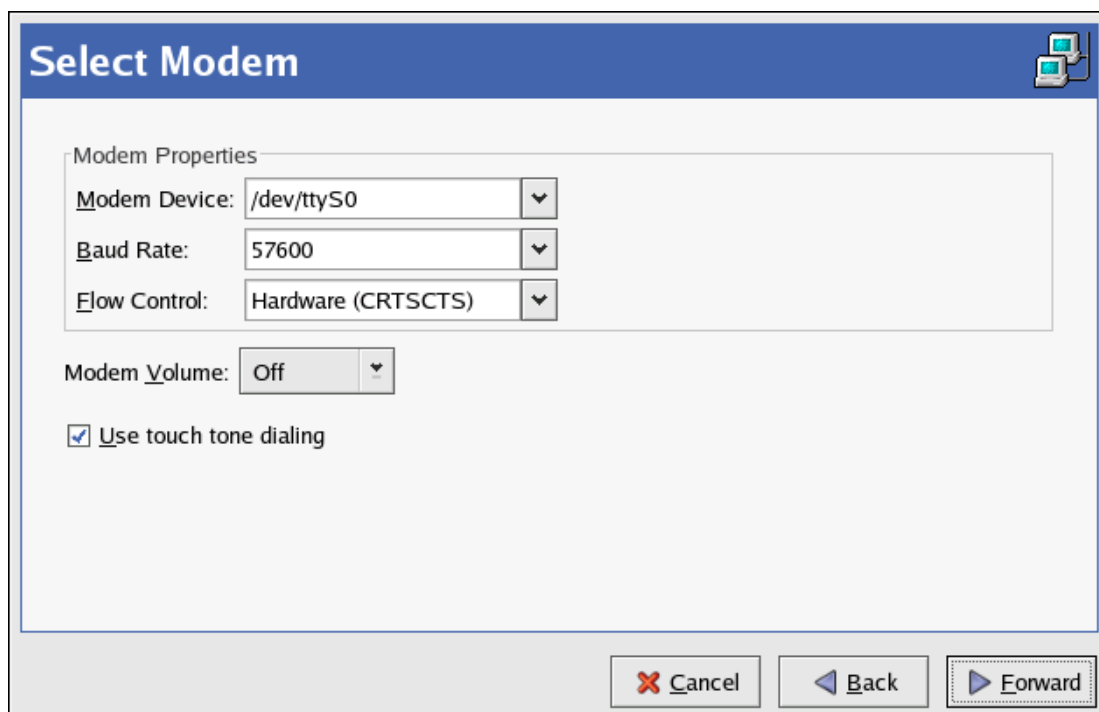 Select Modem
Modem Properties
Modem Device: /dev/ttyS0
Baud Rate: 57600
Flow Control: Hardware (CRTSCTS)
Modem Volume: Off
Use touch tone dialing
Cancel Back Forward